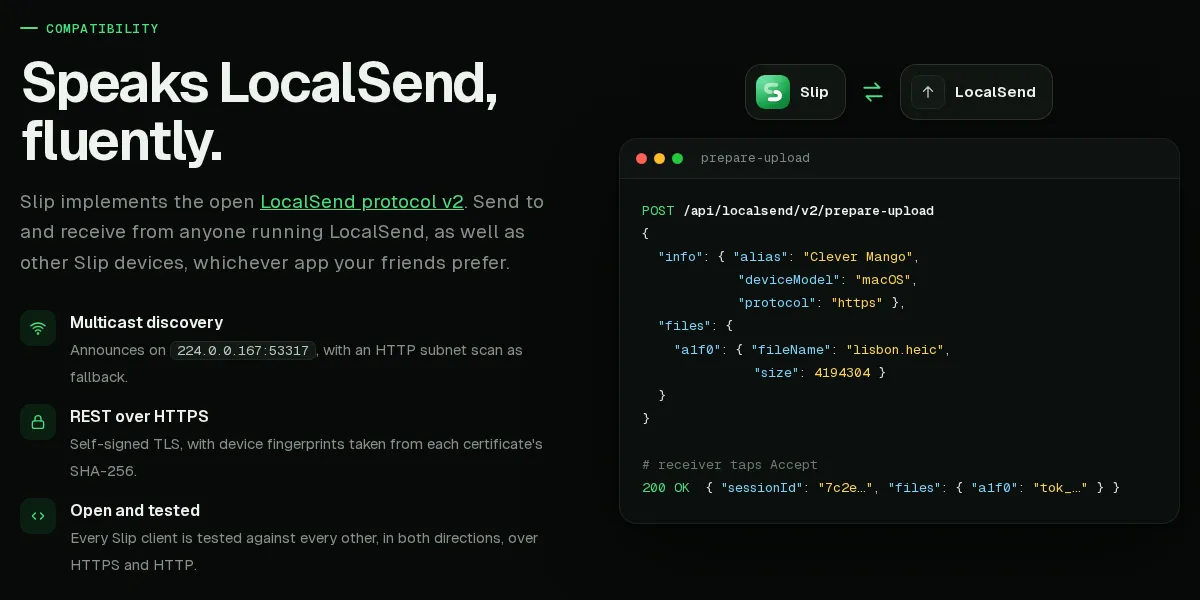 COMPATIBILITY
Speaks LocalSend,
fluently.
Slip implements the open LocalSend protocol v2. Send to
and receive from anyone running LocalSend, as well as
other Slip devices, whichever app your friends prefer.
Multicast discovery
Announces on 224.0.0.167:53317, with an HTTP subnet scan as
fallback.
REST over HTTPS
Self-signed TLS, with device fingerprints taken from each certificate's
SHA-256.
Open and tested
Every Slip client is tested against every other, in both directions, over
HTTPS and HTTP.
Slip
LocalSend
prepare-upload
POST /api/localsend/v2/prepare-upload
{
"info": { "alias": "Clever Mango",
"deviceModel": "macOS",
"protocol": "https" },
"files": {
"a1f0": { "fileName": "lisbon.heic",
"size": 4194304 }
}
}
# receiver taps Accept
200 OK { "sessionId": "7c2e…", "files": { "a1f0": "tok_…" } }